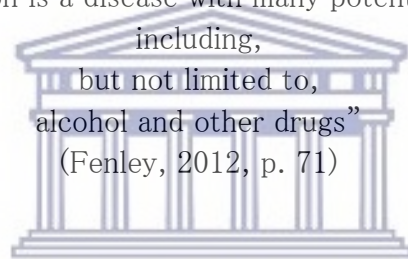 is a disease with many
including,
but not limited to,
alcohol and other drugs”
(Fenley, 2012, p. 71)